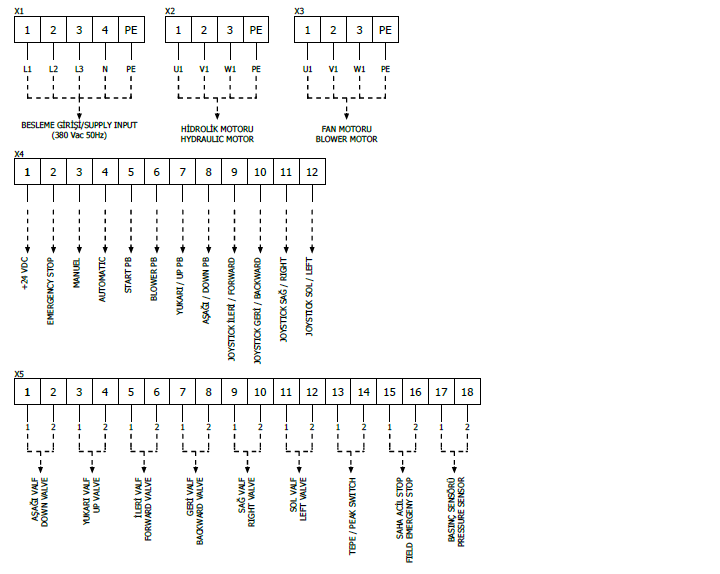 X1
1 2 3 4 PE
L1 L2 L3 N PE
BESLEME GİRİŞİ/SUPPLY INPUT
(380 Vac 50Hz)
X2
1 2 3 PE
U1 V1 W1 PE
HİDROLİK MOTORU
HYDRAULIC MOTOR
X3
1 2 3 PE
U1 V1 W1 PE
FAN MOTORU
BLOWER MOTOR
X4
1 2 3 4 5 6 7 8 9 10 11 12
+24 VDC
EMERGENCY STOP
MANUEL
AUTOMATIC
START PB
BLOWER PB
YUKARI / UP PB
AŞAĞI / DOWN PB
JOYSTICK İLERİ / FORWARD
JOYSTICK GERİ / BACKWARD
JOYSTICK SAĞ / RIGHT
JOYSTICK SOL / LEFT
X5
1 2 3 4 5 6 7 8 9 10 11 12 13 14 15 16 17 18
1 2 1 2 1 2 1 2 1 2 1 2 1 2 1 2 1 2
AŞAĞI VALF
DOWN VALVE
YUKARI VALF
UP VALVE
İLERİ VALF
FORWARD VALVE
GERİ VALF
BACKWARD VALVE
SAĞ VALF
RIGHT VALVE
SOL VALF
LEFT VALVE
TEPE / PEAK SWITCH
SAHA ACİL STOP
FIELD EMERGENY STOP
BASINÇ SENSÖRÜ
PRESSURE SENSOR